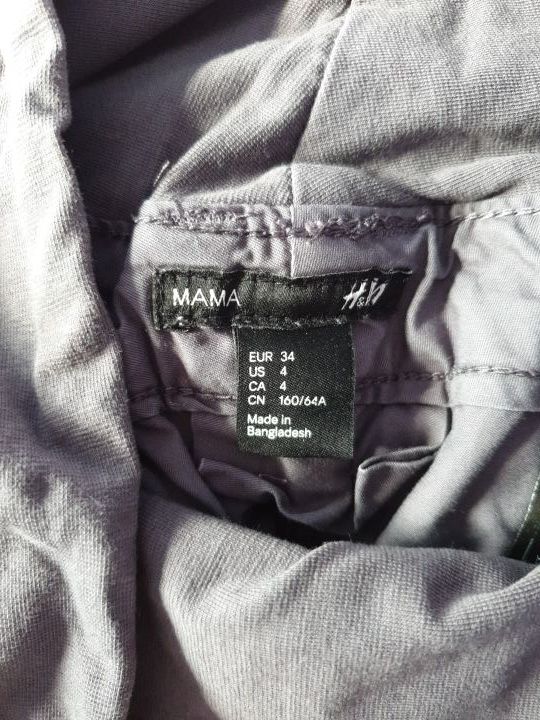 MAMA H&M
EUR 34
US 4
CA 4
CN 160/64A
Made in
Bangladesh